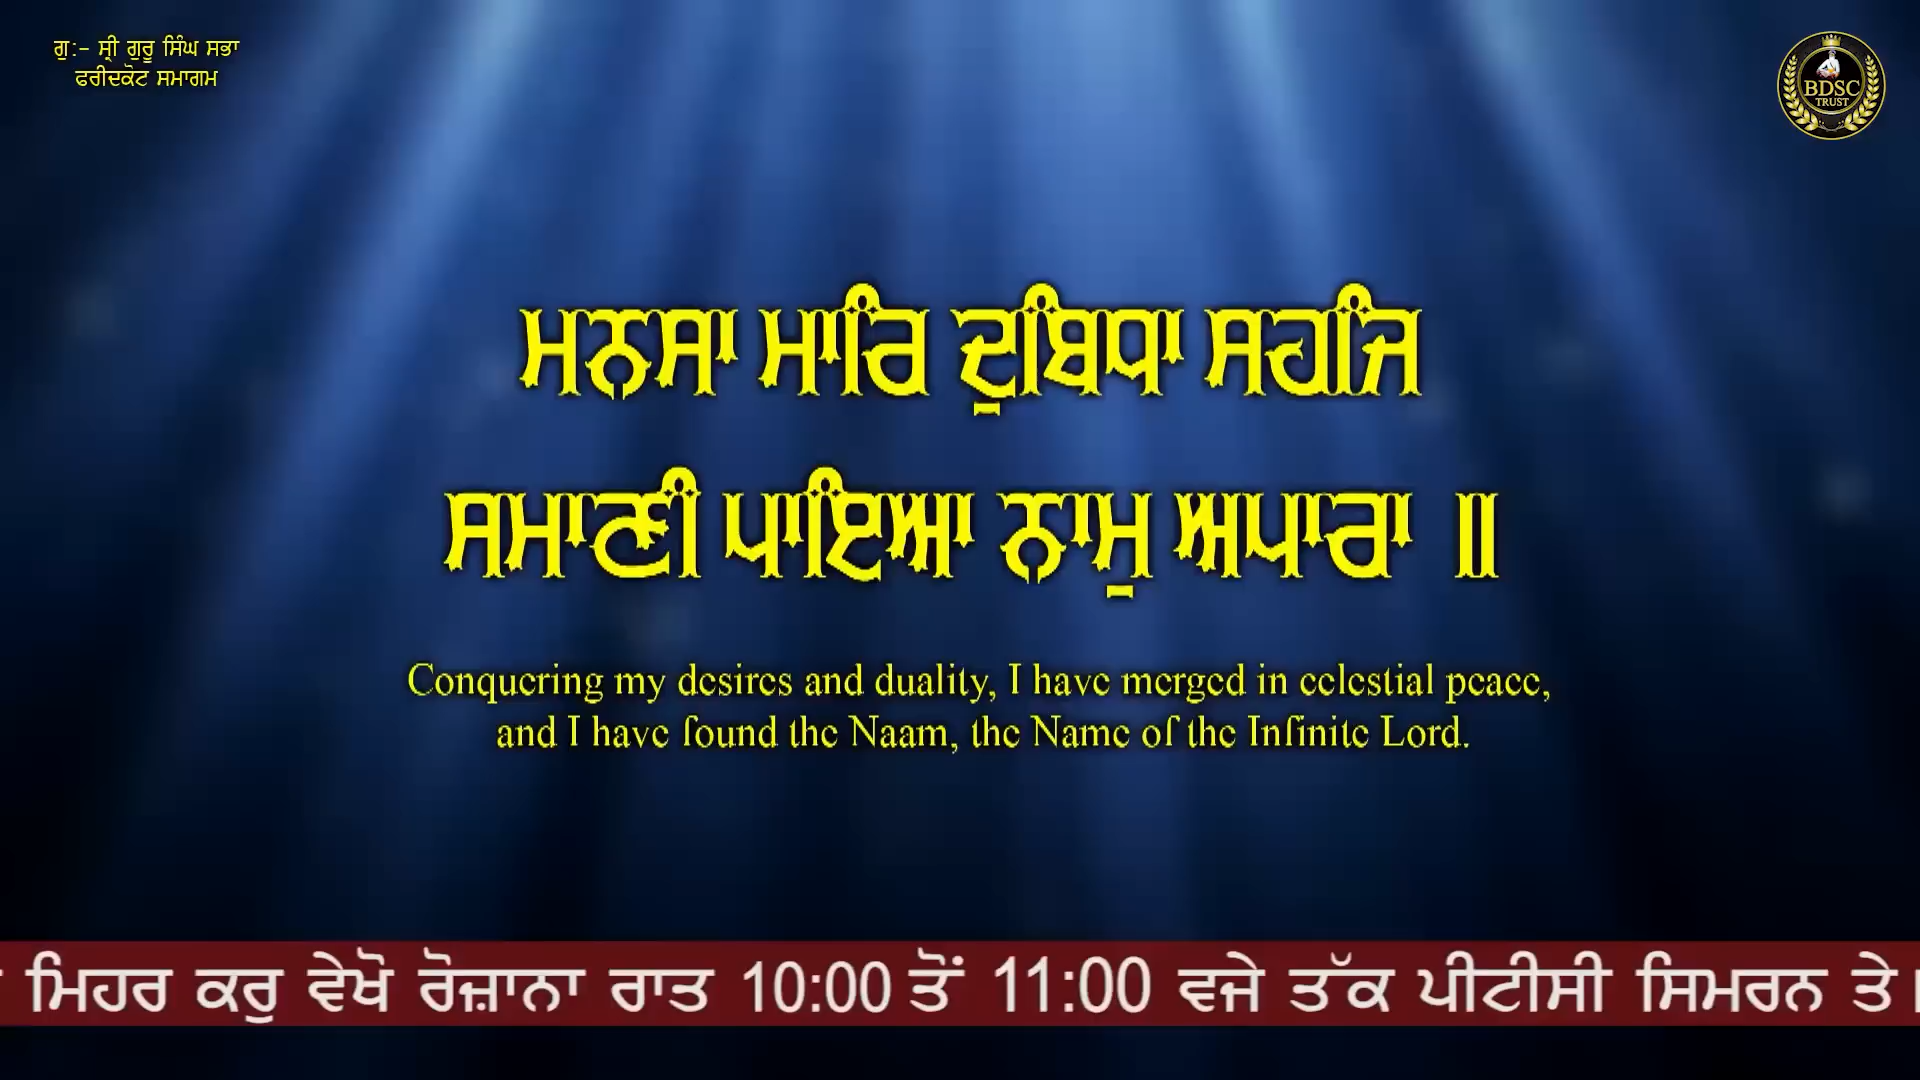 ਗੁ:- ਸ੍ਰੀ ਗੁਰੂ ਸਿੰਘ ਸਭਾ
ਫਰੀਦਕੋਟ ਸਮਾਗਮ
BDSC
TRUST
ਮਨਸਾ ਮਾਰਿ ਦੁਬਿਧਾ ਸਹਜਿ
ਸਮਾਣੀ ਪਾਇਆ ਨਾਮੁ ਅਪਾਰਾ ॥
Conquering my desires and duality, I have merged in celestial peace,
and I have found the Naam, the Name of the Infinite Lord.
ਮਿਹਰ ਕਰੁ ਵੇਖੋ ਰੋਜ਼ਾਨਾ ਰਾਤ 10:00 ਤੋਂ 11:00 ਵਜੇ ਤੱਕ ਪੀਟੀਸੀ ਸਿਮਰਨ ਤੇ